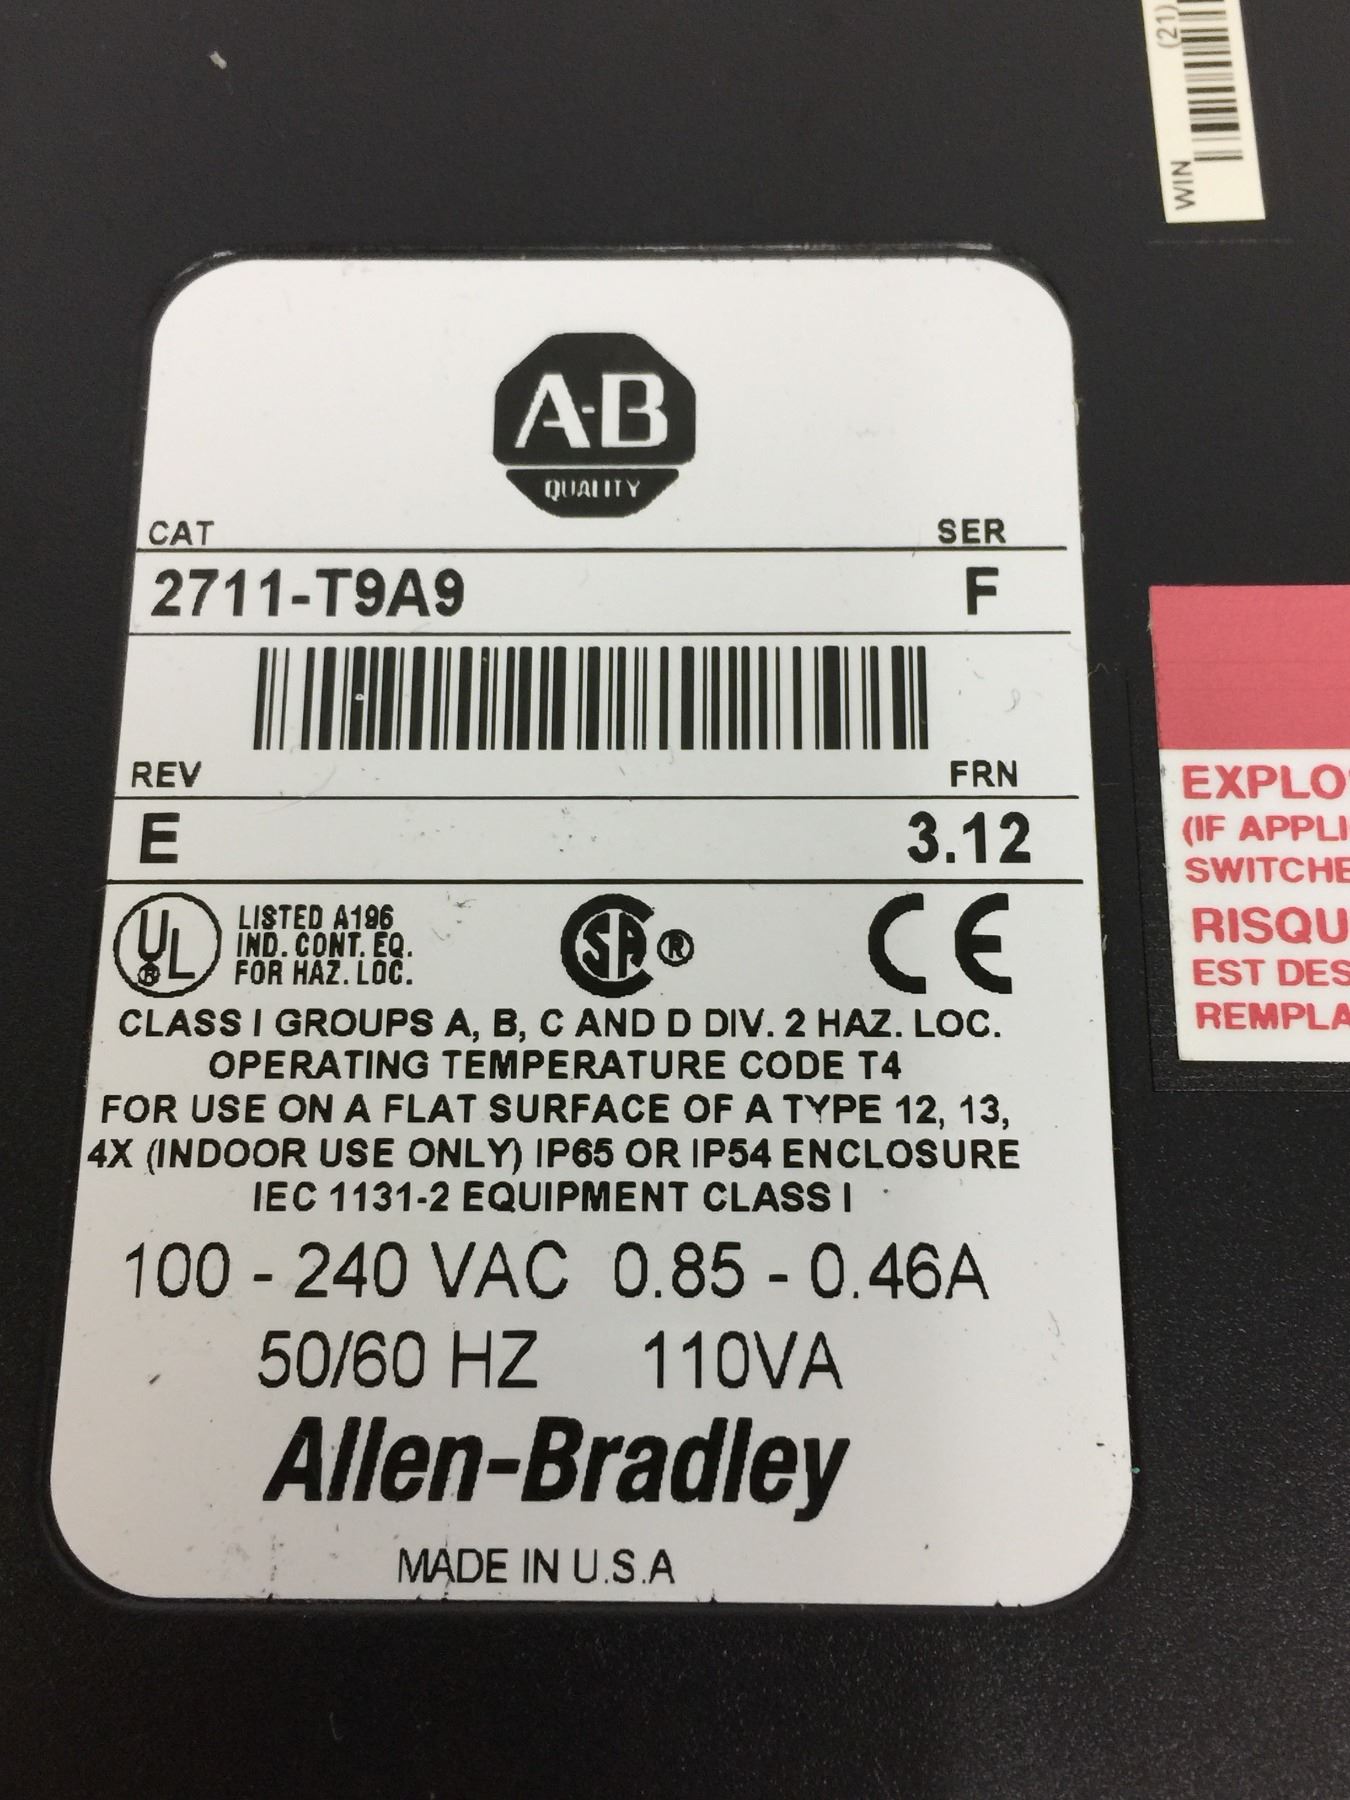 (21)
WIN
A-B
QUALITY
CAT SER
2711-T9A9 F
REV FRN
E 3.12
UL® LISTED A196
IND. CONT. EQ.
FOR HAZ. LOC.
SA ® CE
CLASS I GROUPS A, B, C AND D DIV. 2 HAZ. LOC.
OPERATING TEMPERATURE CODE T4
FOR USE ON A FLAT SURFACE OF A TYPE 12, 13,
4X (INDOOR USE ONLY) IP65 OR IP54 ENCLOSURE
IEC 1131-2 EQUIPMENT CLASS I
100 - 240 VAC 0.85 - 0.46A
50/60 HZ 110VA
Allen-Bradley
MADE IN U.S.A
EXPLO
(IF APPLI
SWITCHE
RISQU
EST DES
REMPLA